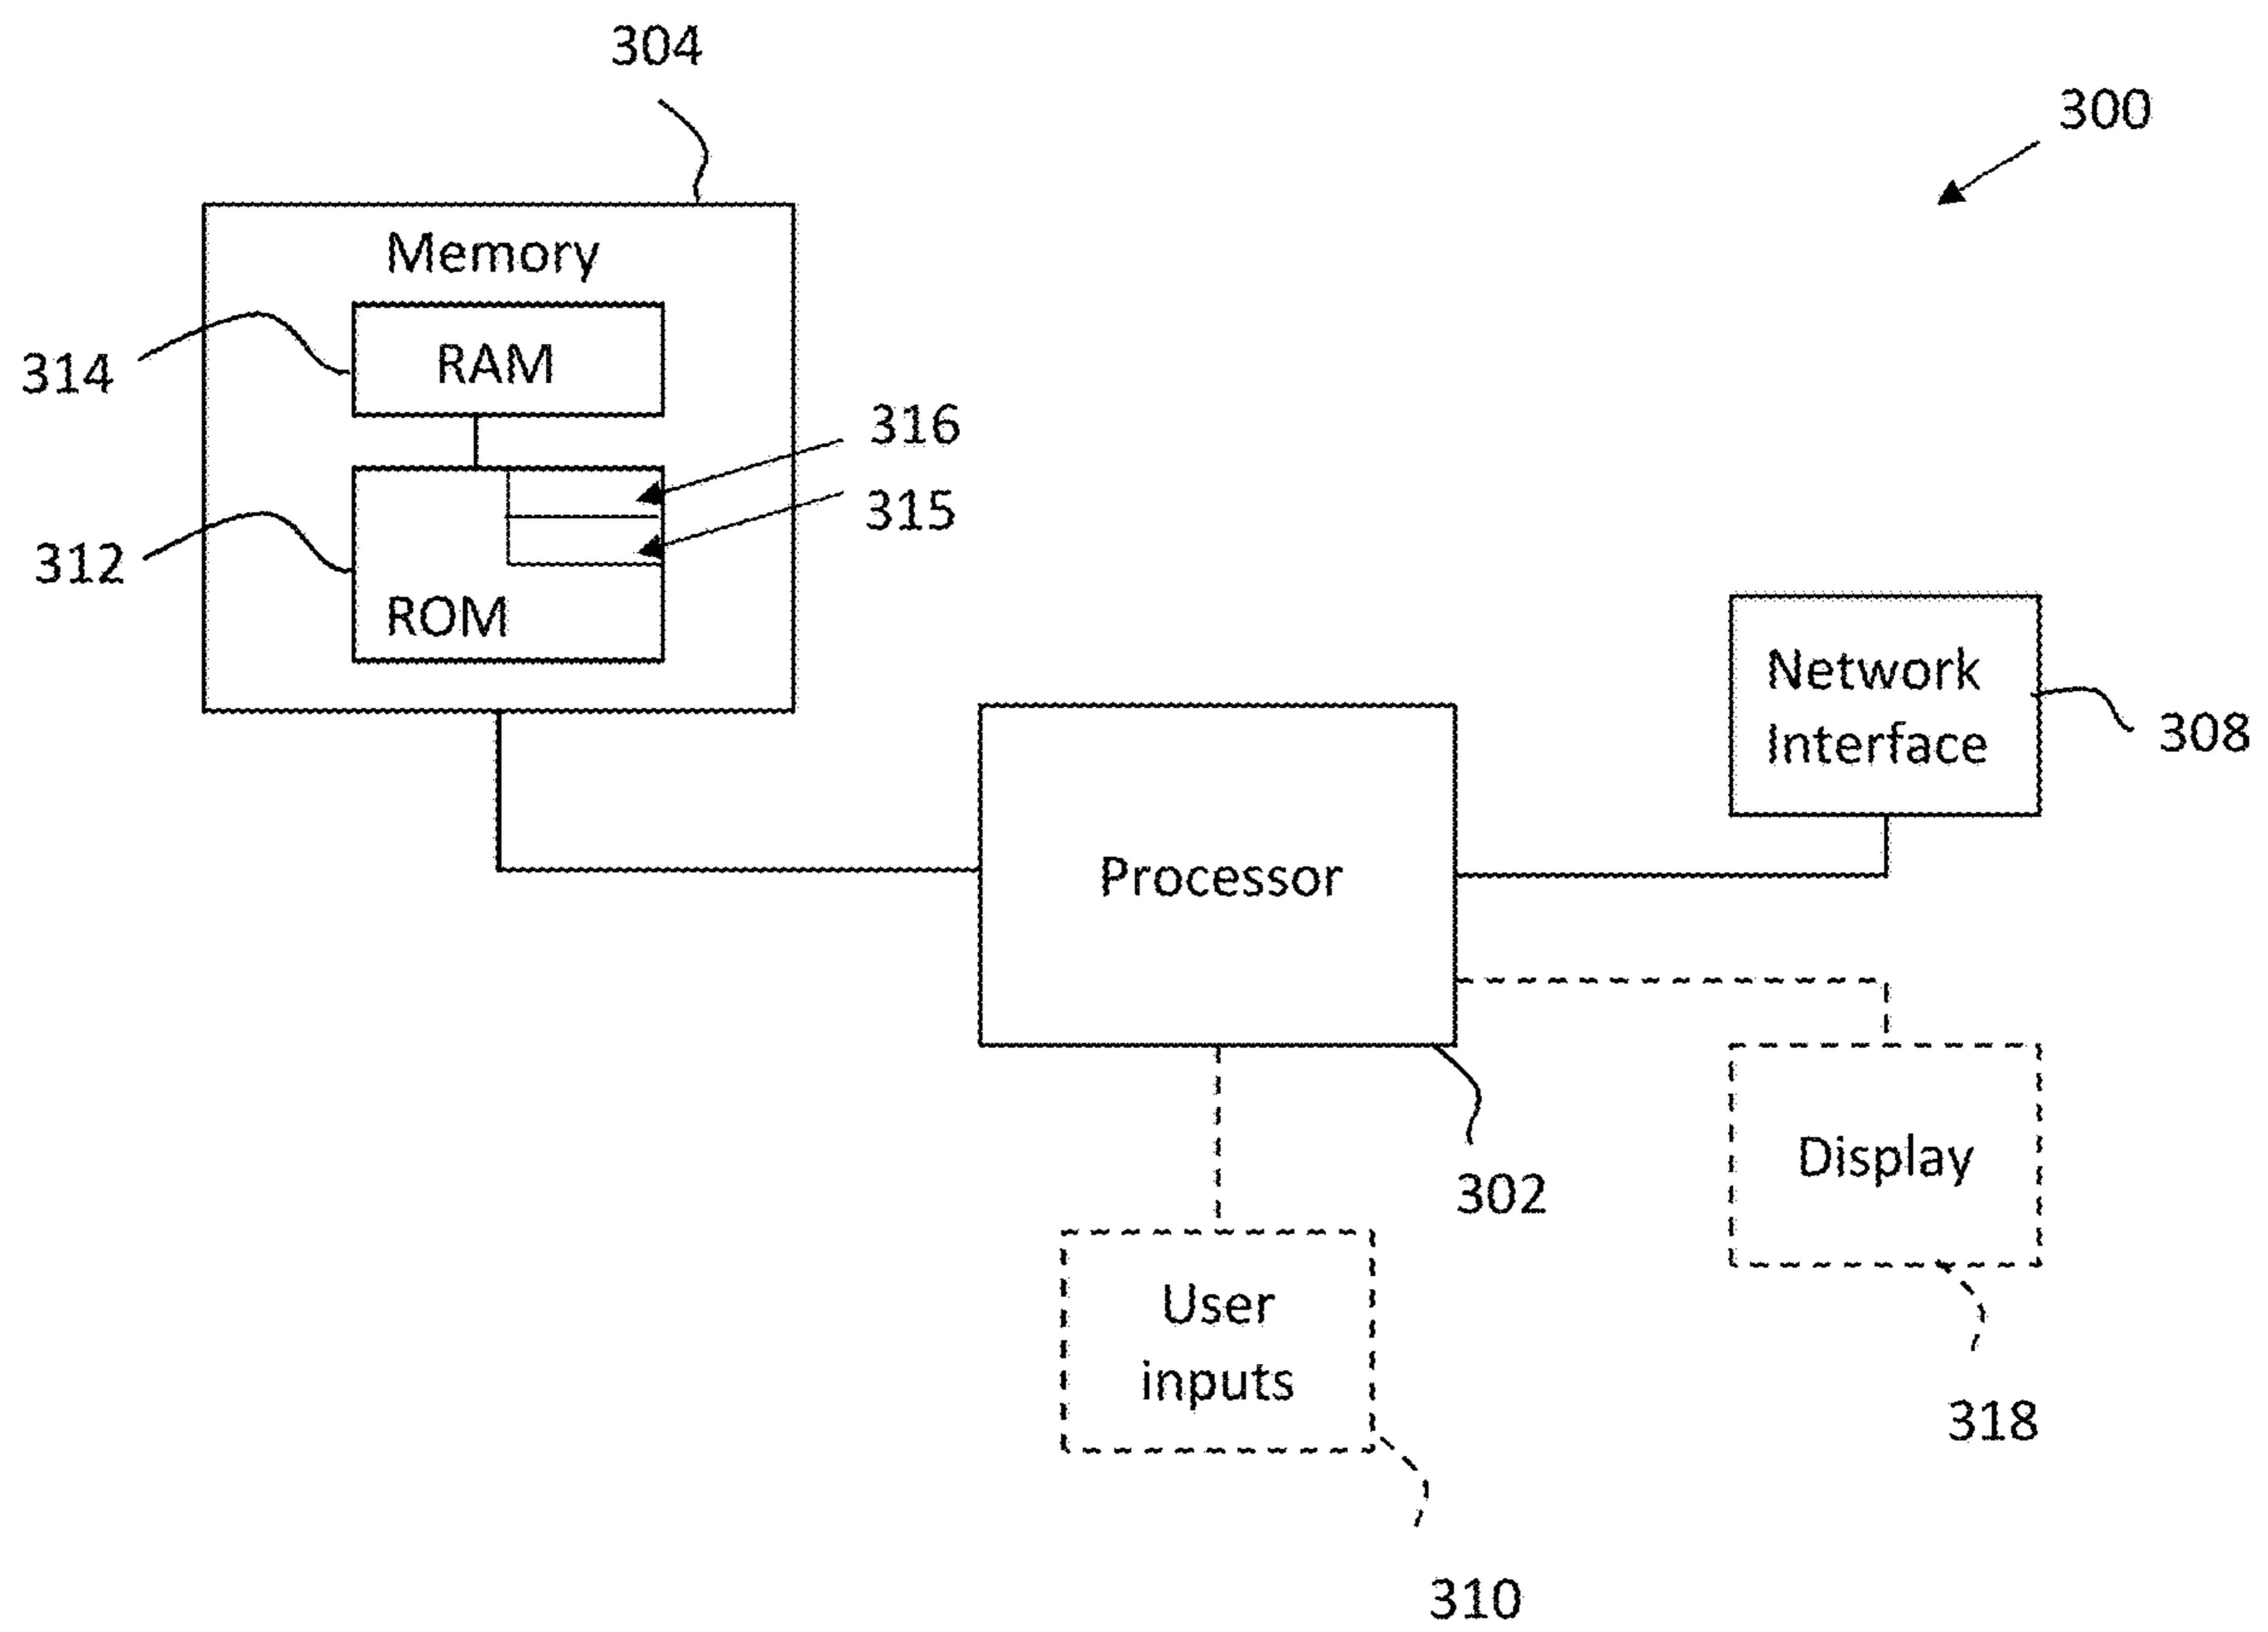 304
300
Memory
RAM
314
316
315
312
ROM
Network
Interface
308
Processor
Display
302
User
inputs
318
310